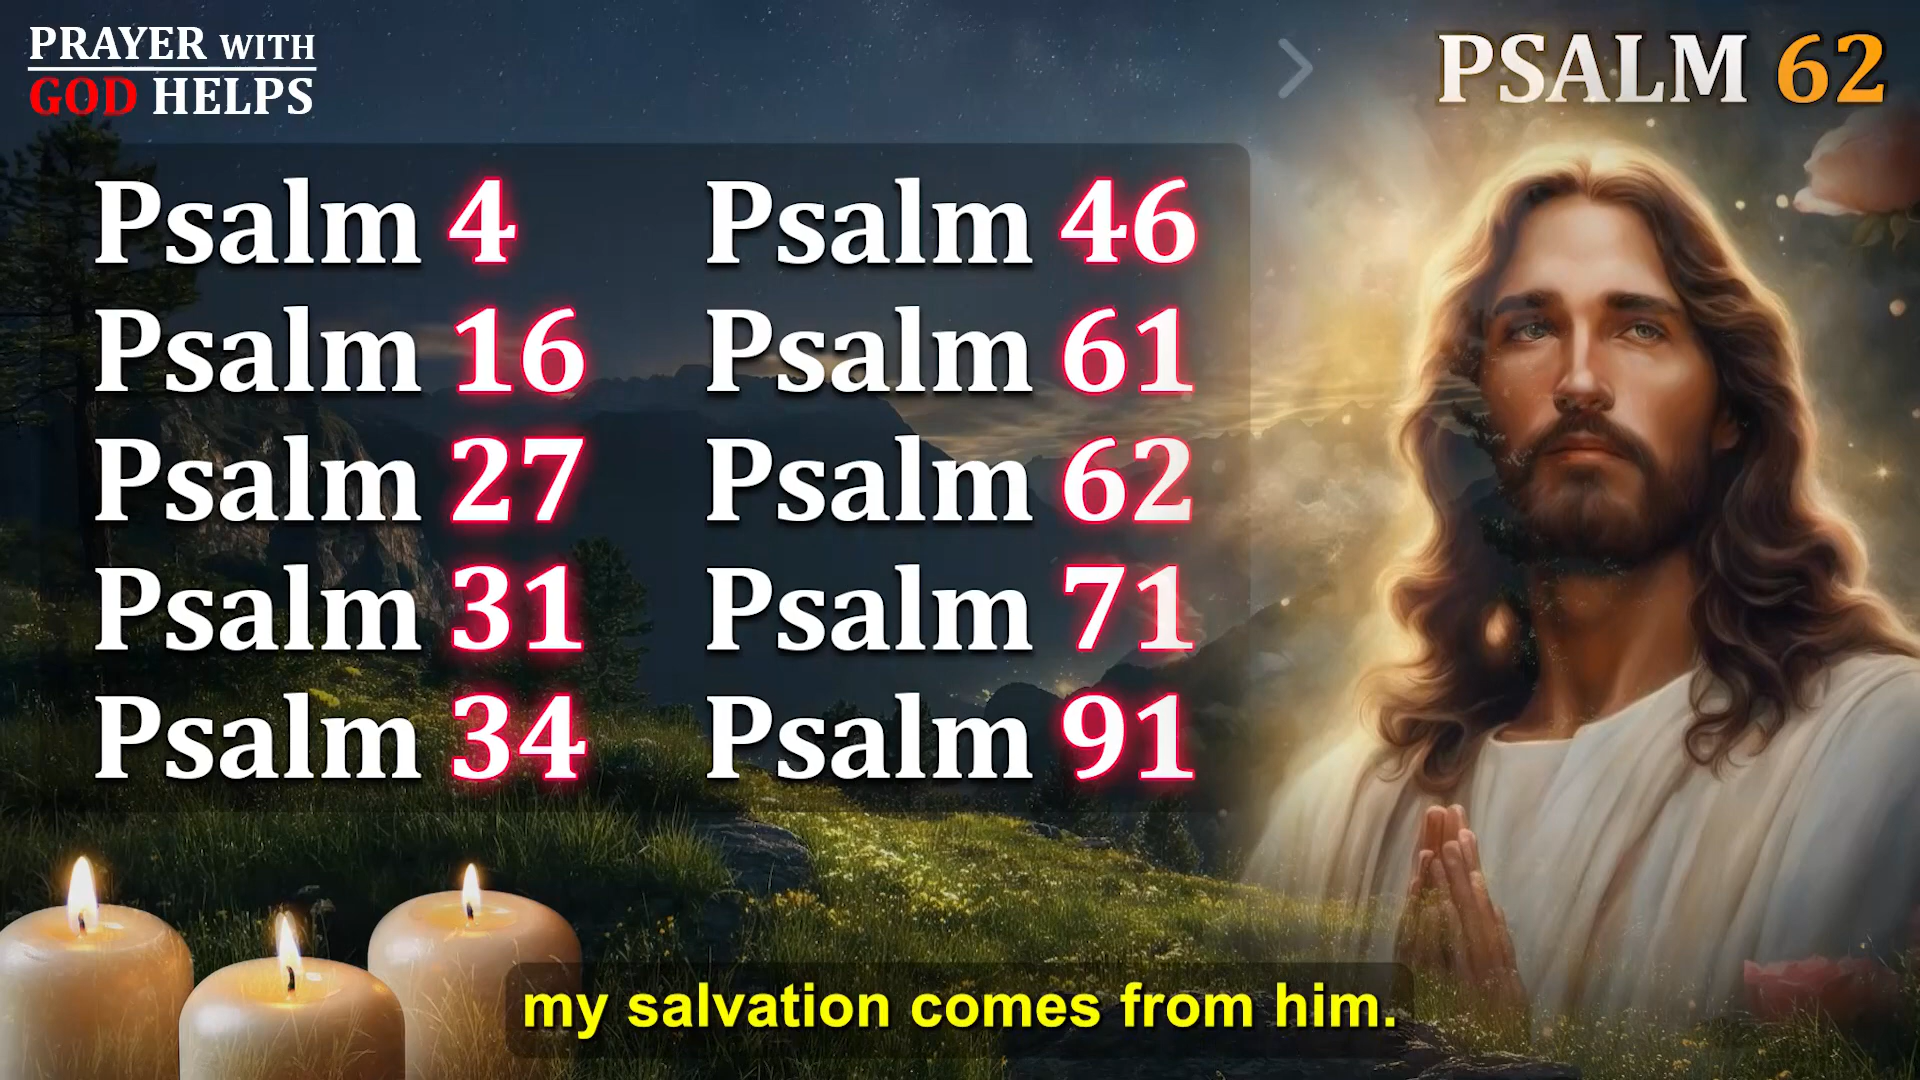 PRAYER WITH
GOD HELPS
PSALM 62
Psalm 4
Psalm 16
Psalm 27
Psalm 31
Psalm 34
Psalm 46
Psalm 61
Psalm 62
Psalm 71
Psalm 91
my salvation comes from him.